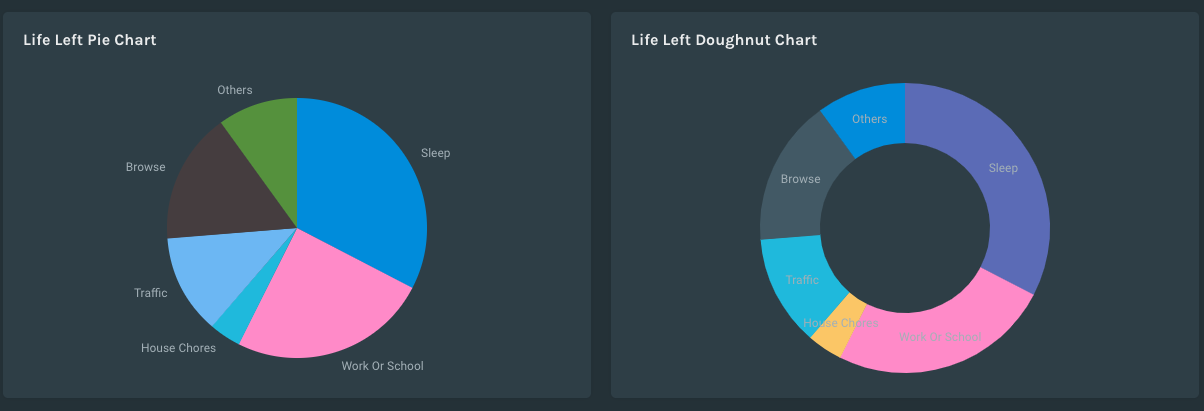 Life Left Pie Chart
Others
Sleep
Browse
Traffic
House Chores
Work Or School
Life Left Doughnut Chart
Others
Sleep
Browse
Traffic
House Chores
Work Or School